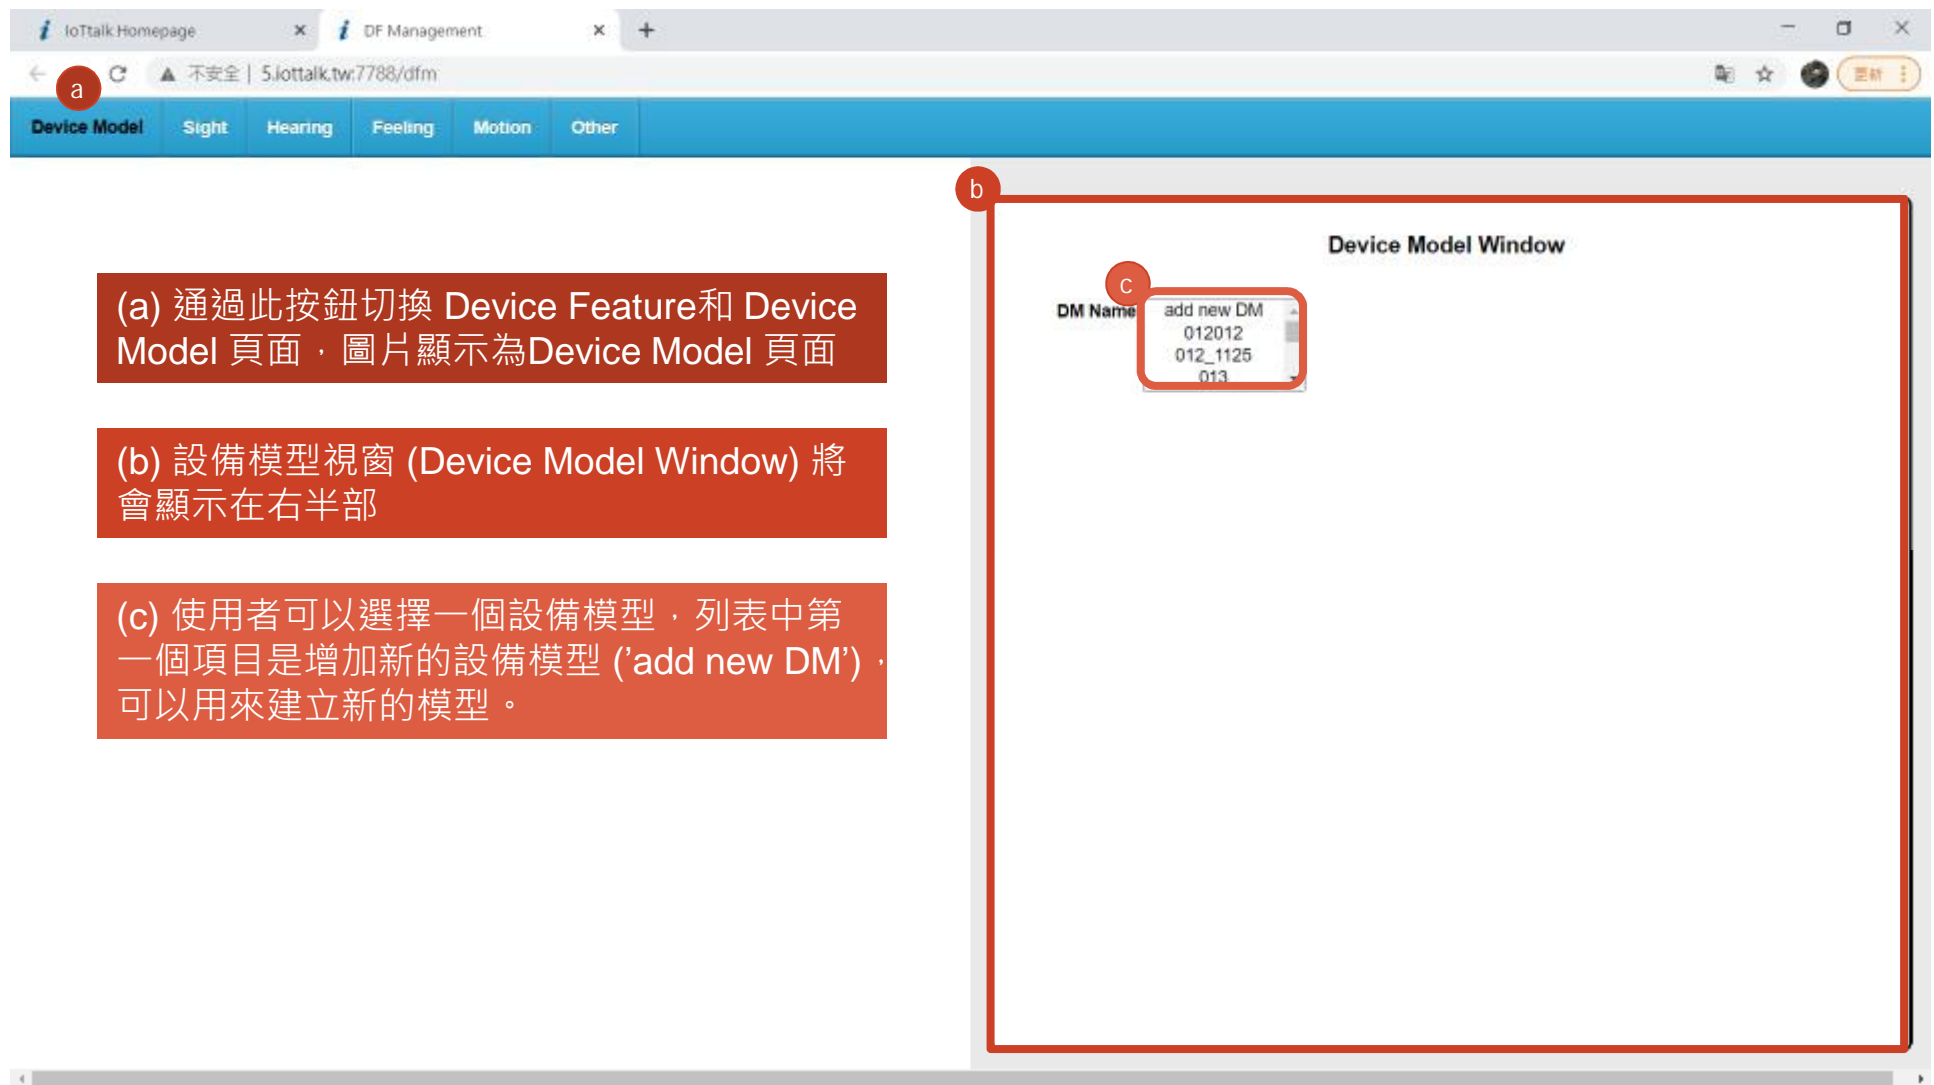 IoTtalk Homepage
DF Management
不安全 | 5.iottalk.tw:7788/dfm
更新
a
Device Model Sight Hearing Feeling Motion Other
b
Device Model Window
c
DM Name
add new DM
012012
012_1125
013
(a) 通過此按鈕切換 Device Feature和 Device
Model 頁面，圖片顯示為Device Model 頁面
(b) 設備模型視窗 (Device Model Window) 將
會顯示在右半部
(c) 使用者可以選擇一個設備模型，列表中第
一個項目是增加新的設備模型 (’add new DM’)，
可以用來建立新的模型。